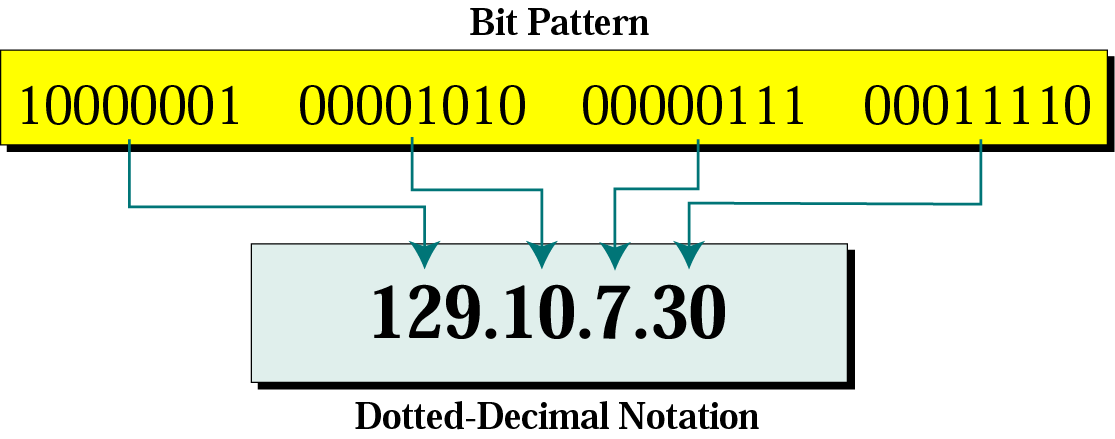 Bit Pattern
10000001 00001010 00000111 00011110
129.10.7.30
Dotted-Decimal Notation